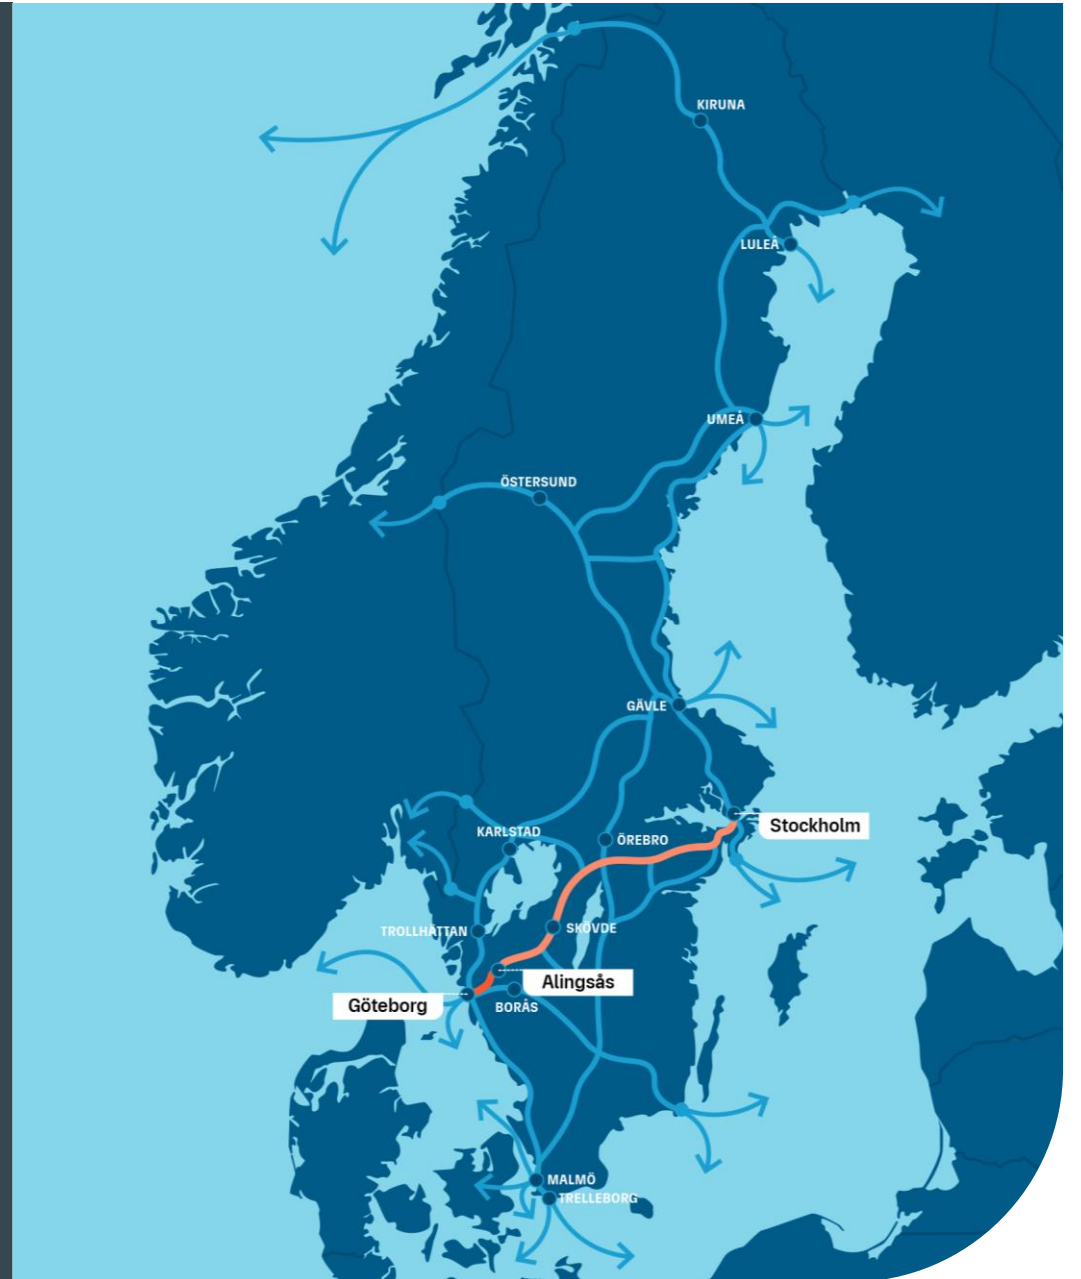 KIRUNA
LULEÅ
UMEÅ
ÖSTERSUND
GÄVLE
Stockholm
KARLSTAD
ÖREBRO
TROLLHÄTTAN
SKÖVDE
Alingsås
Göteborg
BORÅS
MALMÖ
TRELLEBORG